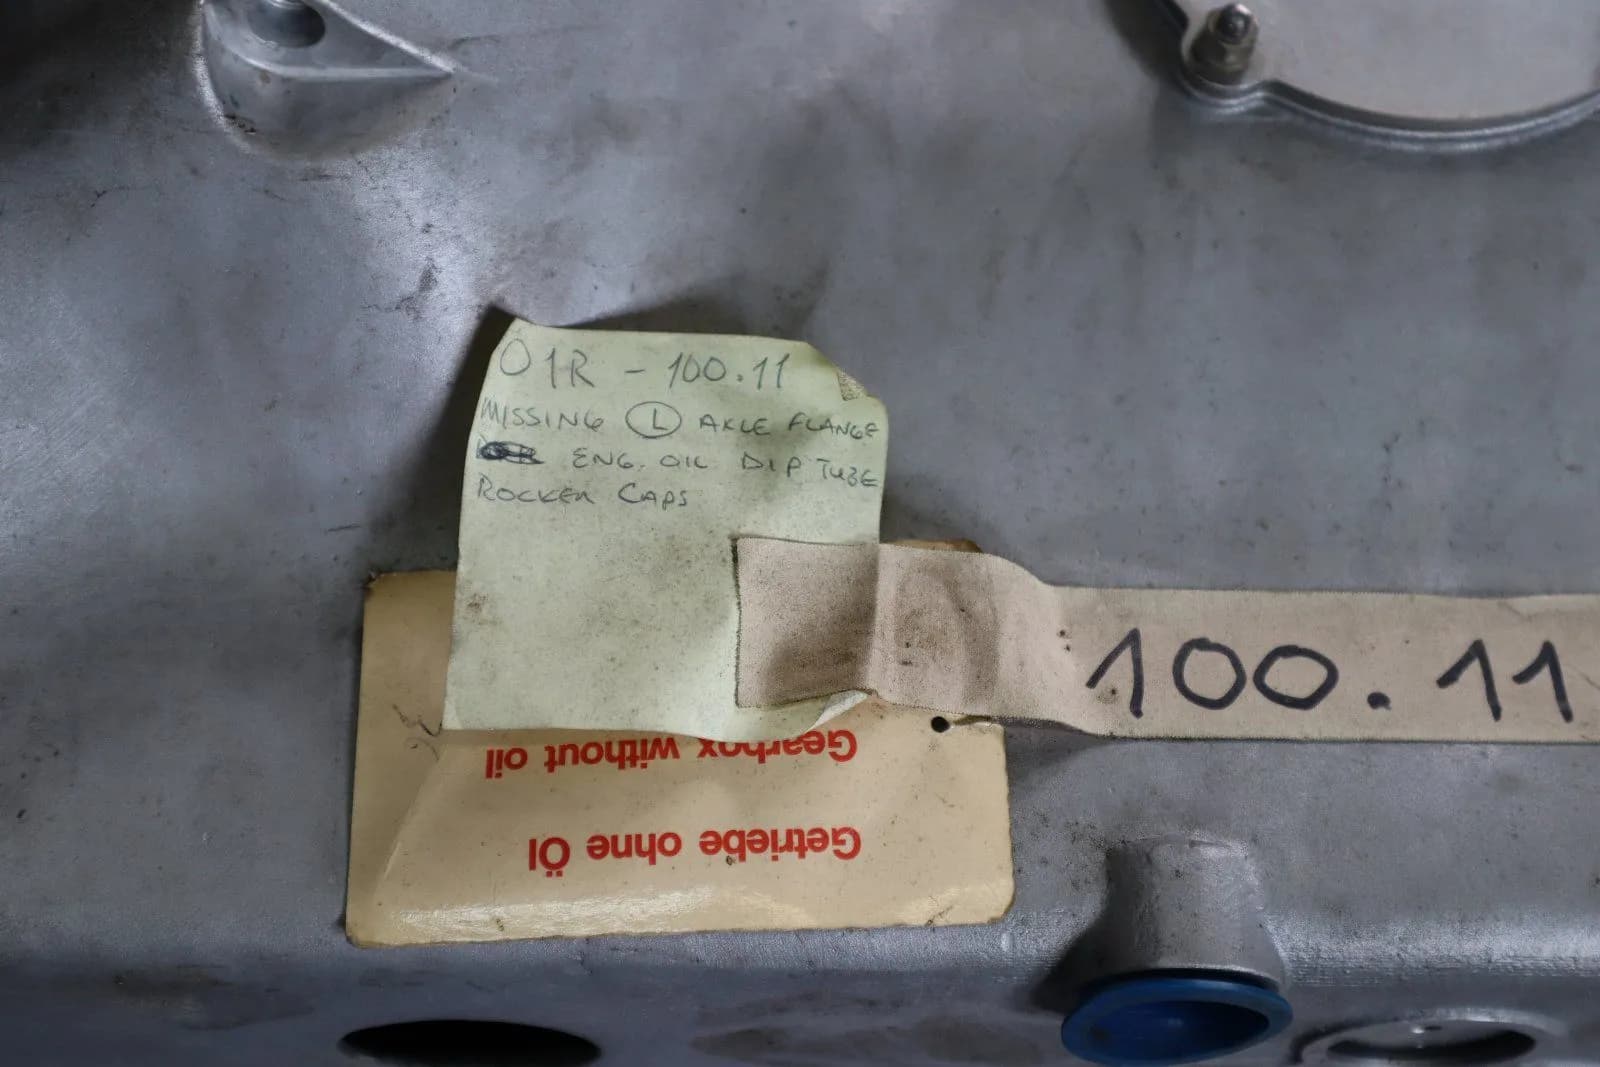 01R - 100.11
MISSING L AXLE FLANGE
ENG. OIL DIP TUBE
ROCKER CAPS
100.11
Gearbox without oil
Getriebe ohne Öl